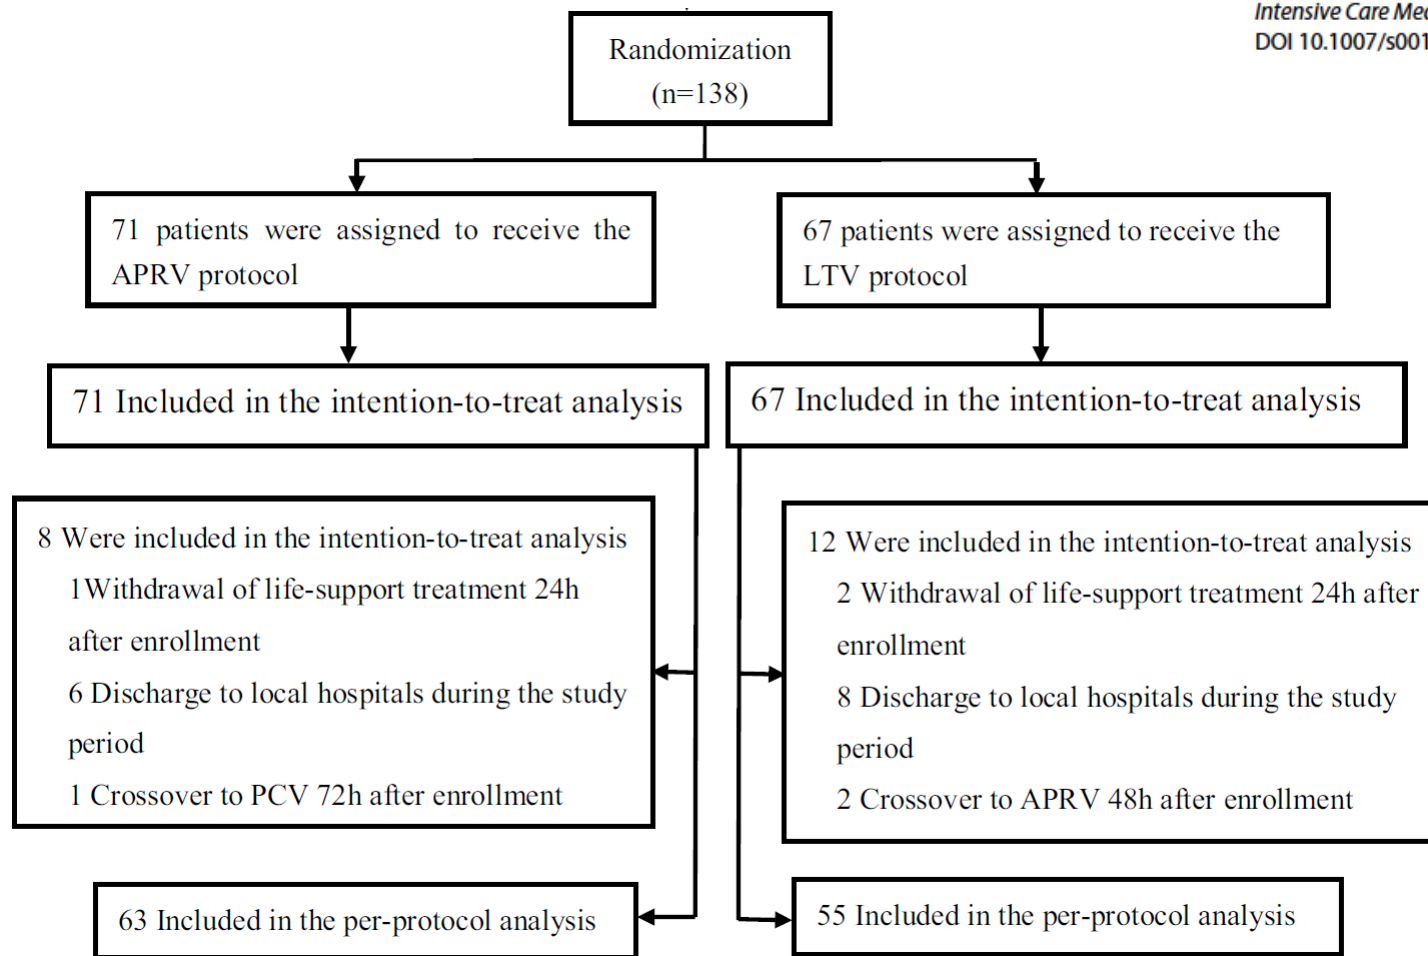 Intensive Care Med
DOI 10.1007/s001
Randomization
(n=138)
71 patients were assigned to receive the
APRV protocol
67 patients were assigned to receive the
LTV protocol
71 Included in the intention-to-treat analysis
67 Included in the intention-to-treat analysis
8 Were included in the intention-to-treat analysis
1Withdrawal of life-support treatment 24h
after enrollment
6 Discharge to local hospitals during the study
period
1 Crossover to PCV 72h after enrollment
12 Were included in the intention-to-treat analysis
2 Withdrawal of life-support treatment 24h after
enrollment
8 Discharge to local hospitals during the study
period
2 Crossover to APRV 48h after enrollment
63 Included in the per-protocol analysis
55 Included in the per-protocol analysis